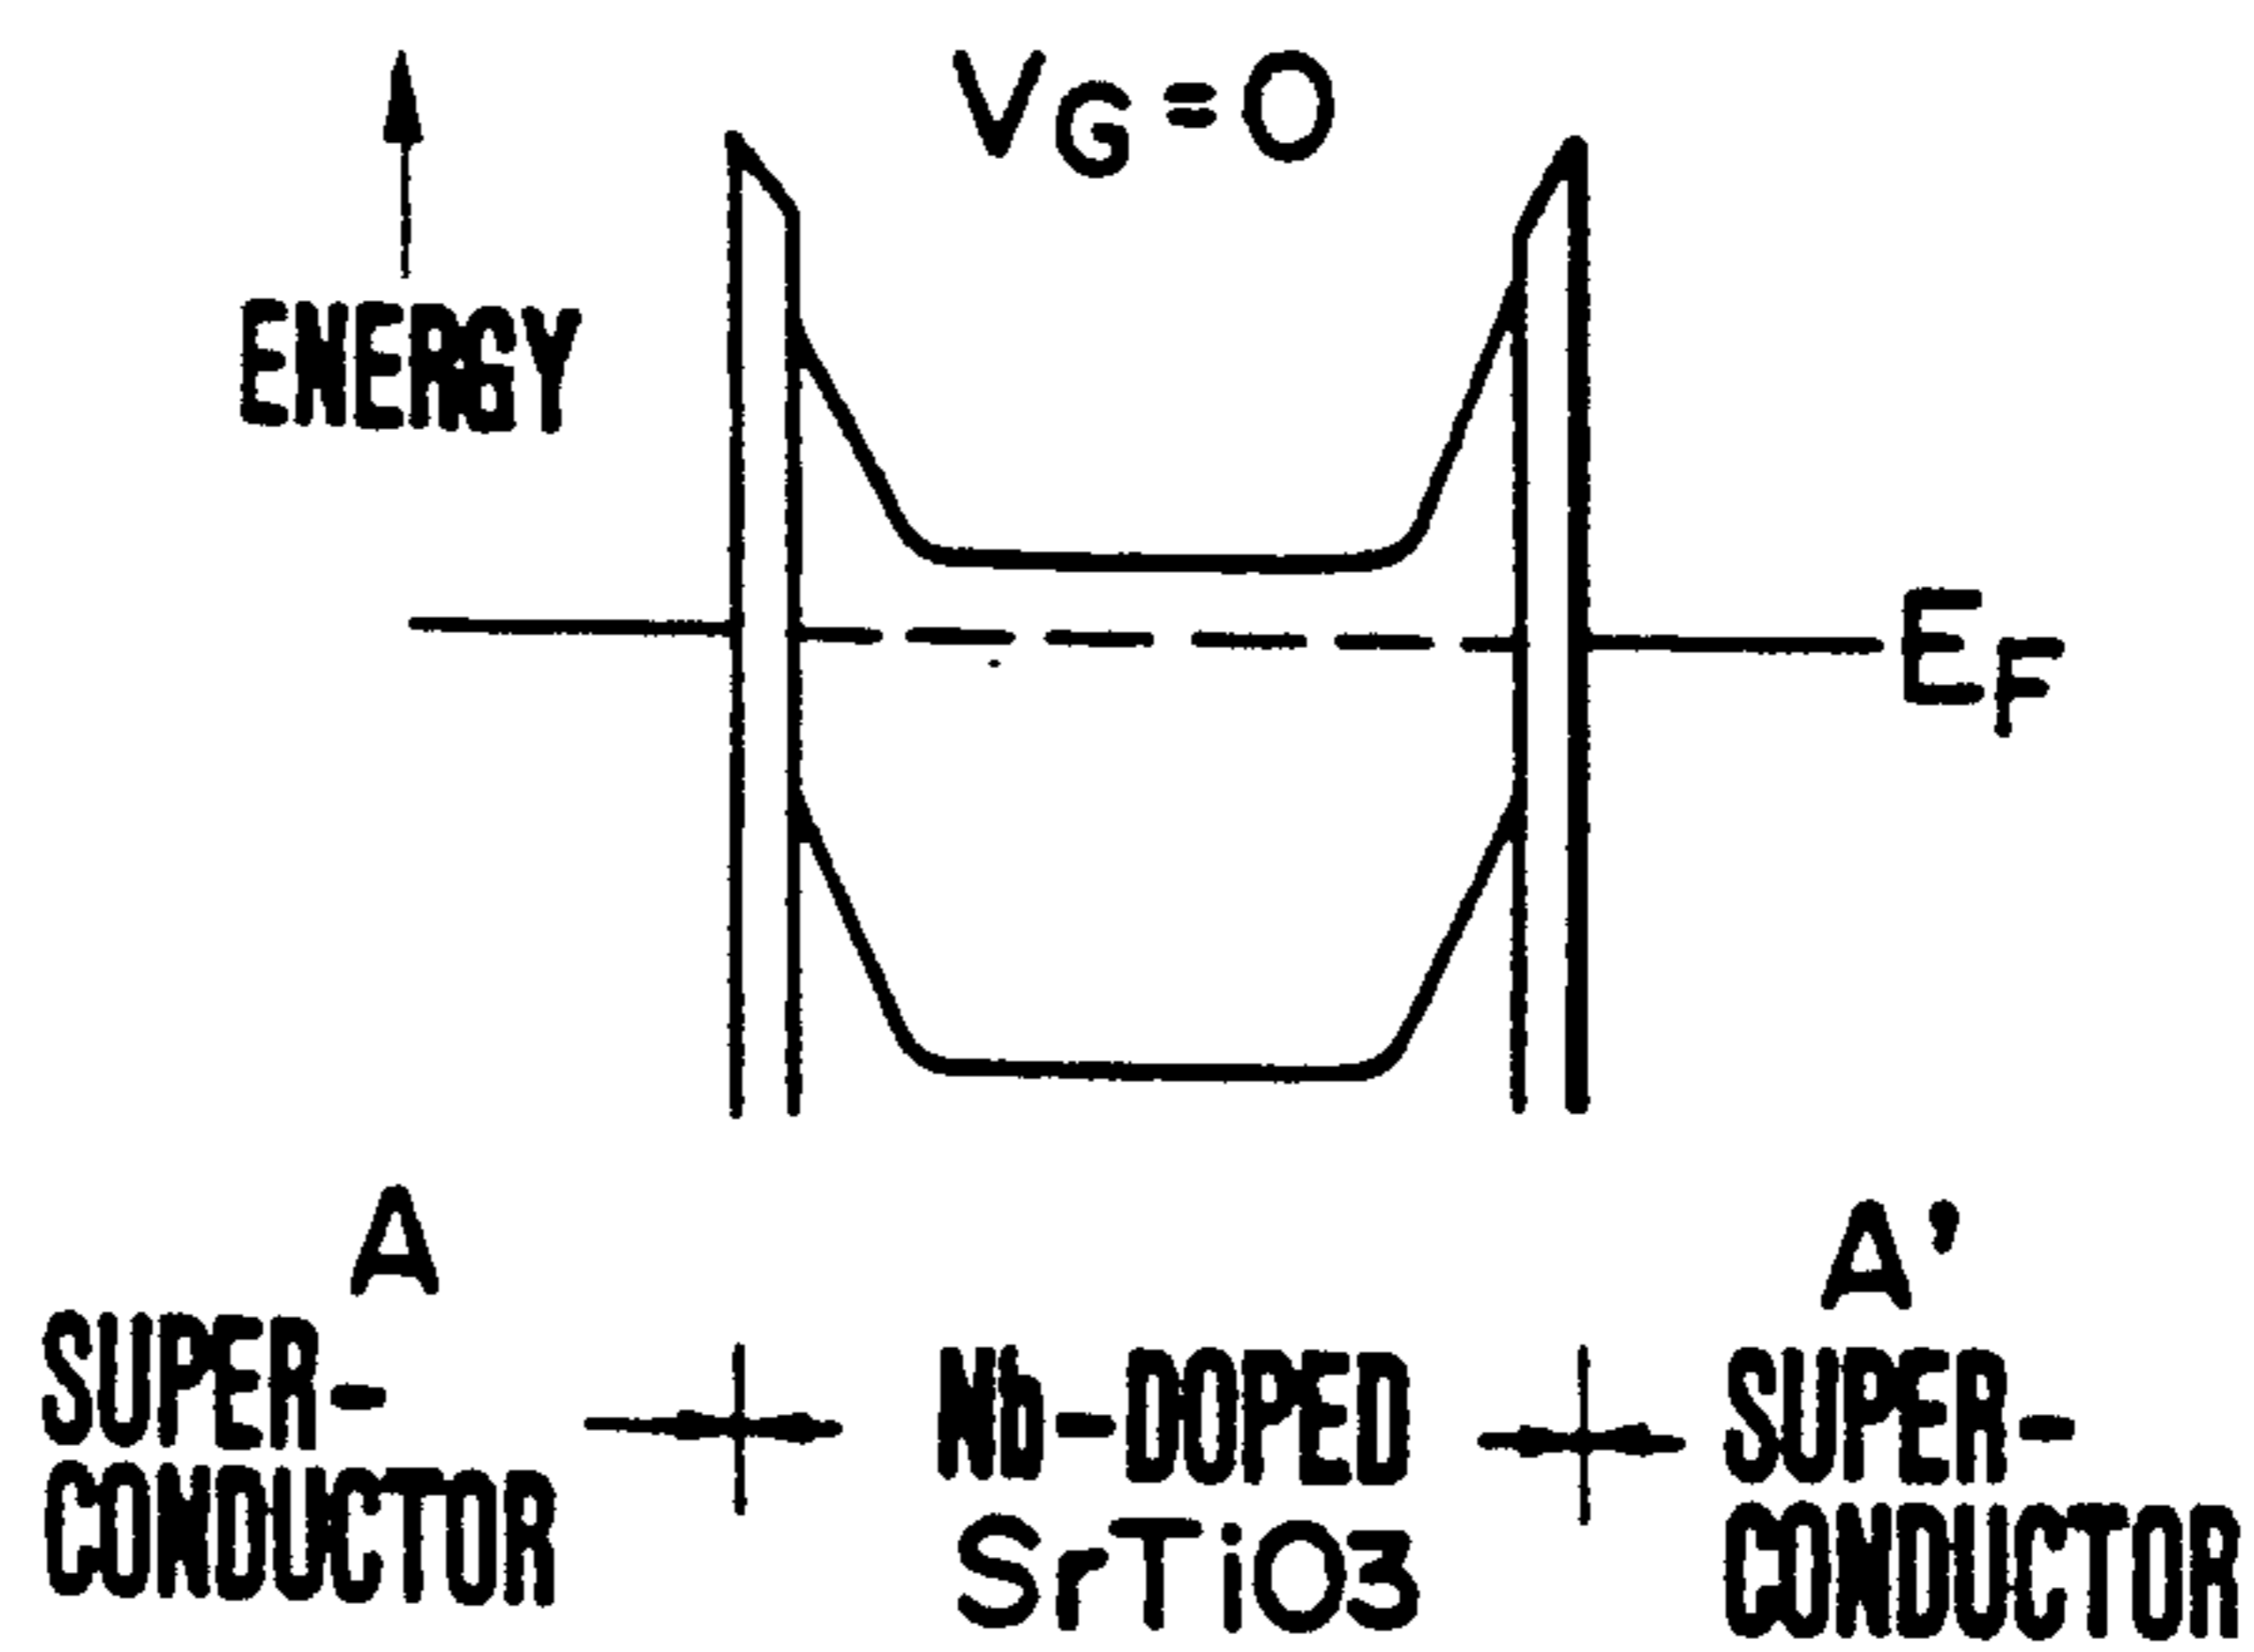 VG=0
ENERGY
EF
A
SUPER-
CONDUCTOR
Nb-DOPED
SrTiO3
A'
SUPER-
CONDUCTOR